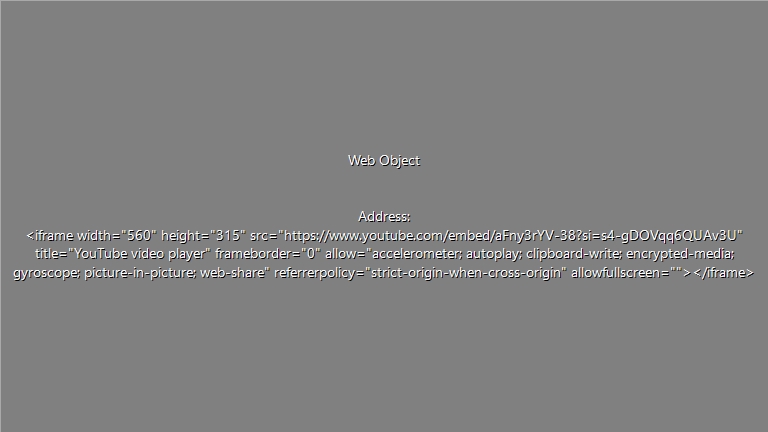 Web Object
Address:
<iframe width="560" height="315" src="https://www.youtube.com/embed/aFny3rYV-38?si=s4-gDOVqq6QUAv3U"
title="YouTube video player" frameborder="0" allow="accelerometer; autoplay; clipboard-write; encrypted-media;
gyroscope; picture-in-picture; web-share" referrerpolicy="strict-origin-when-cross-origin" allowfullscreen=""></iframe>